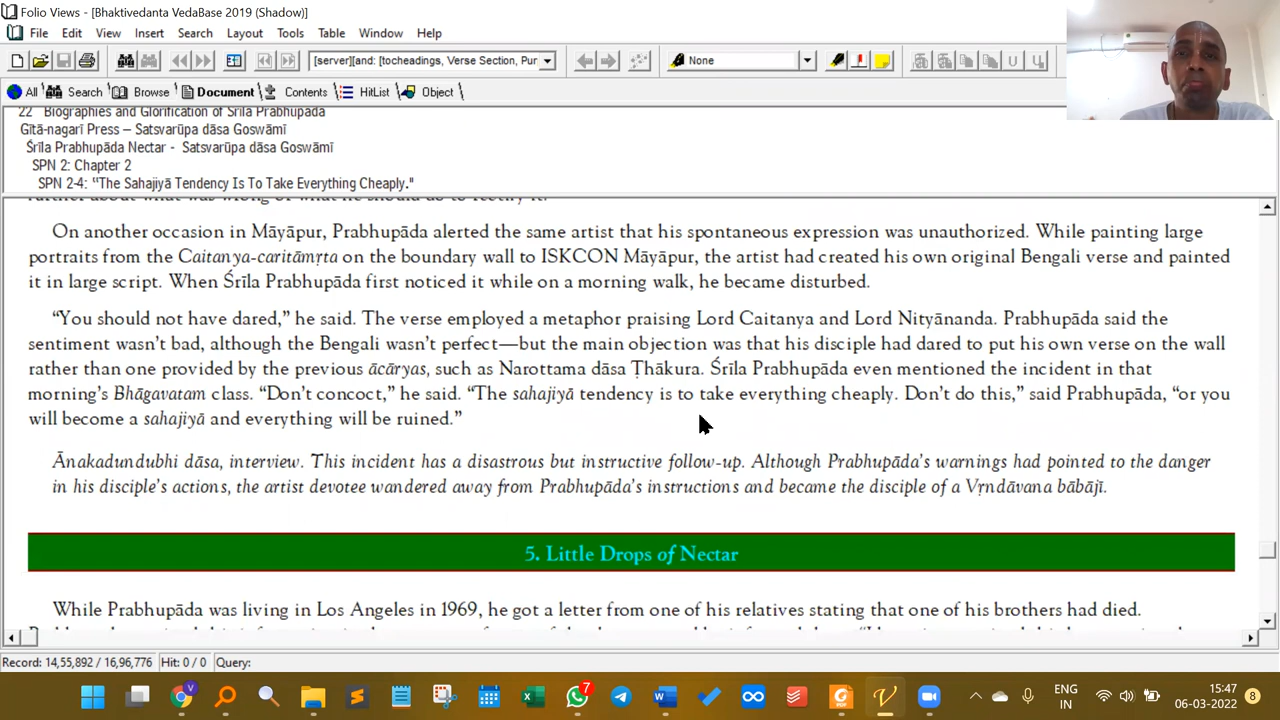 Folio Views - [Bhaktivedanta VedaBase 2019 (Shadow)]
File Edit View Insert Search Layout Tools Table Window Help
[server][and: [tocheadings, Verse Section, Pur
None
All Search Browse Document Contents HitList Object
22 Biographies and Glorification of Śrīla Prabhupāda
Gītā-nagarī Press – Satsvarūpa dāsa Goswāmī
Śrīla Prabhupāda Nectar - Satsvarūpa dāsa Goswāmī
SPN 2: Chapter 2
SPN 2-4: "The Sahajiyā Tendency Is To Take Everything Cheaply."
further about what was wrong or what he should do to rectify it.
On another occasion in Māyāpur, Prabhupāda alerted the same artist that his spontaneous expression was unauthorized. While painting large
portraits from the Caitanya-caritāmṛta on the boundary wall to ISKCON Māyāpur, the artist had created his own original Bengali verse and painted
it in large script. When Śrīla Prabhupāda first noticed it while on a morning walk, he became disturbed.
“You should not have dared,” he said. The verse employed a metaphor praising Lord Caitanya and Lord Nityānanda. Prabhupāda said the
sentiment wasn’t bad, although the Bengali wasn’t perfect—but the main objection was that his disciple had dared to put his own verse on the wall
rather than one provided by the previous ācāryas, such as Narottama dāsa Ṭhākura. Śrīla Prabhupāda even mentioned the incident in that
morning’s Bhāgavatam class. “Don’t concoct,” he said. “The sahajiyā tendency is to take everything cheaply. Don’t do this,” said Prabhupāda, “or you
will become a sahajiyā and everything will be ruined.”
Ānakadundubhi dāsa, interview. This incident has a disastrous but instructive follow-up. Although Prabhupāda’s warnings had pointed to the danger
in his disciple’s actions, the artist devotee wandered away from Prabhupāda’s instructions and became the disciple of a Vṛndāvana bābājī.
5. Little Drops of Nectar
While Prabhupāda was living in Los Angeles in 1969, he got a letter from one of his relatives stating that one of his brothers had died.
Record: 14,55,892 / 16,96,776 Hit: 0 / 0 Query:
7
ENG
IN
15:47
06-03-2022
8